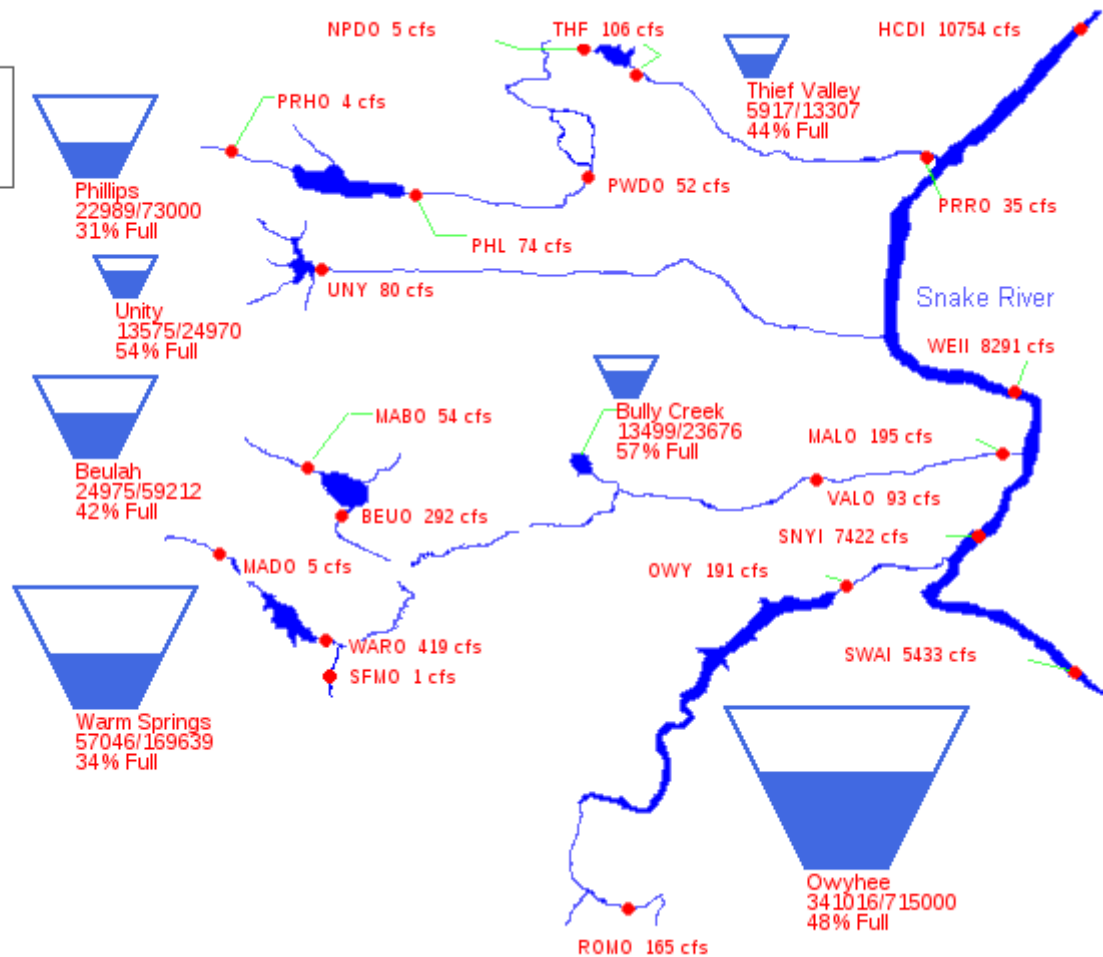 NPDO 5 cfs
THF 106 cfs
HCDI 10754 cfs
PRHO 4 cfs
Thief Valley
5917/13307
44% Full
Phillips
22989/73000
31% Full
PWDO 52 cfs
PRRO 35 cfs
PHL 74 cfs
UNY 80 cfs
Unity
13575/24970
54% Full
Snake River
WEII 8291 cfs
MABO 54 cfs
Bully Creek
13499/23676
57% Full
MALO 195 cfs
Beulah
24975/59212
42% Full
VALO 93 cfs
BEUO 292 cfs
SNYI 7422 cfs
MADO 5 cfs
OWY 191 cfs
WARO 419 cfs
SWAI 5433 cfs
SFMO 1 cfs
Warm Springs
57046/169639
34% Full
Owyhee
341016/715000
48% Full
ROMO 165 cfs